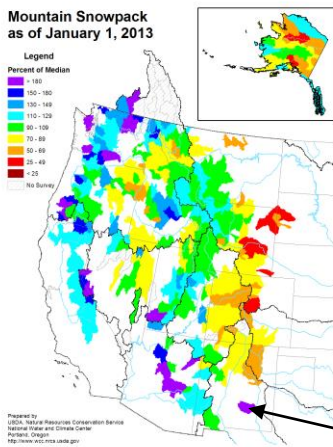 Mountain Snowpack
as of January 1, 2013
Legend
Percent of Median
> 180
150 - 180
130 - 149
110 - 129
90 - 109
70 - 89
50 - 69
25 - 49
< 25
No Survey
Prepared by
USDA, Natural Resources Conservation Service
National Water and Climate Center
Portland, Oregon
http://www.wcc.nrcs.usda.gov/